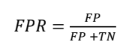 FPR = FP / FP + TN